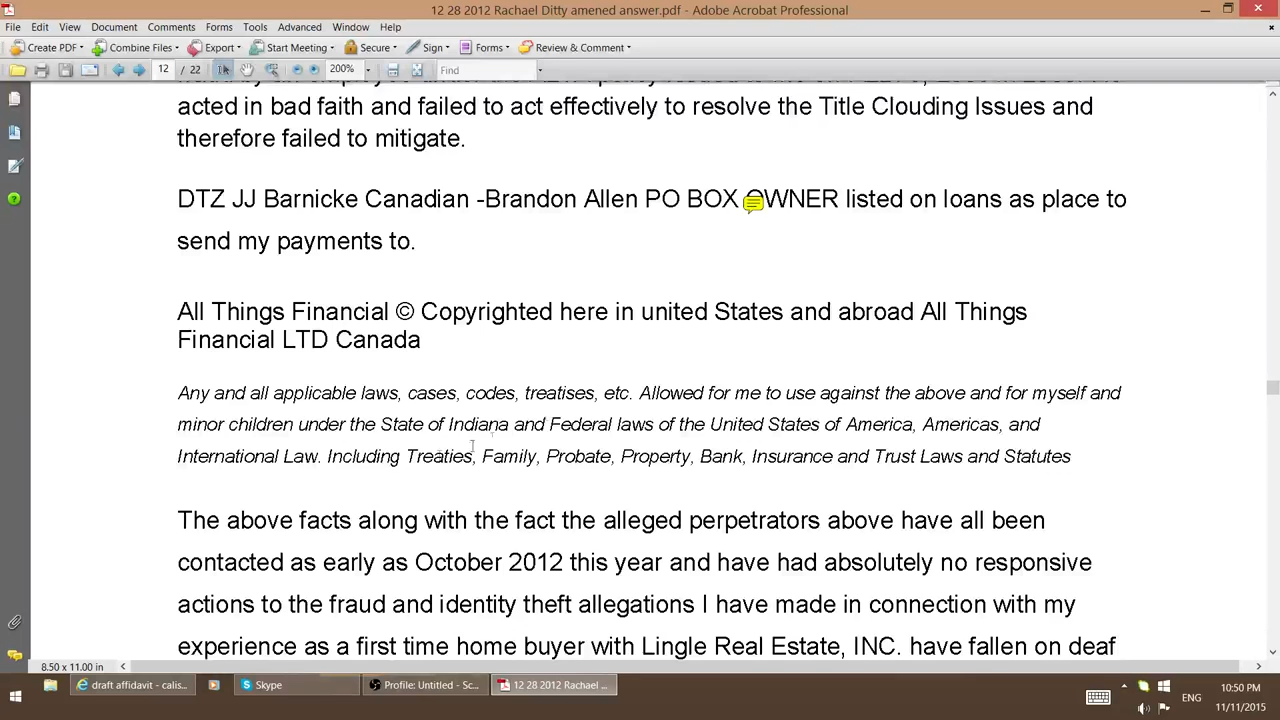 12 28 2012 Rachael Ditty amened answer.pdf - Adobe Acrobat Professional
File Edit View Document Comments Forms Tools Advanced Window Help
Create PDF Combine Files Export Start Meeting Secure Sign Forms Review & Comment
12 / 22 200% Find
acted in bad faith and failed to act effectively to resolve the Title Clouding Issues and
therefore failed to mitigate.
DTZ JJ Barnicke Canadian -Brandon Allen PO BOX OWNER listed on loans as place to
send my payments to.
All Things Financial © Copyrighted here in united States and abroad All Things
Financial LTD Canada
Any and all applicable laws, cases, codes, treatises, etc. Allowed for me to use against the above and for myself and
minor children under the State of Indiana and Federal laws of the United States of America, Americas, and
International Law. Including Treaties, Family, Probate, Property, Bank, Insurance and Trust Laws and Statutes
The above facts along with the fact the alleged perpetrators above have all been
contacted as early as October 2012 this year and have had absolutely no responsive
actions to the fraud and identity theft allegations I have made in connection with my
experience as a first time home buyer with Lingle Real Estate, INC. have fallen on deaf
8.50 x 11.00 in
draft affidavit - calis... Skype Profile: Untitled - Sc... 12 28 2012 Rachael ... ENG 10:50 PM
11/11/2015